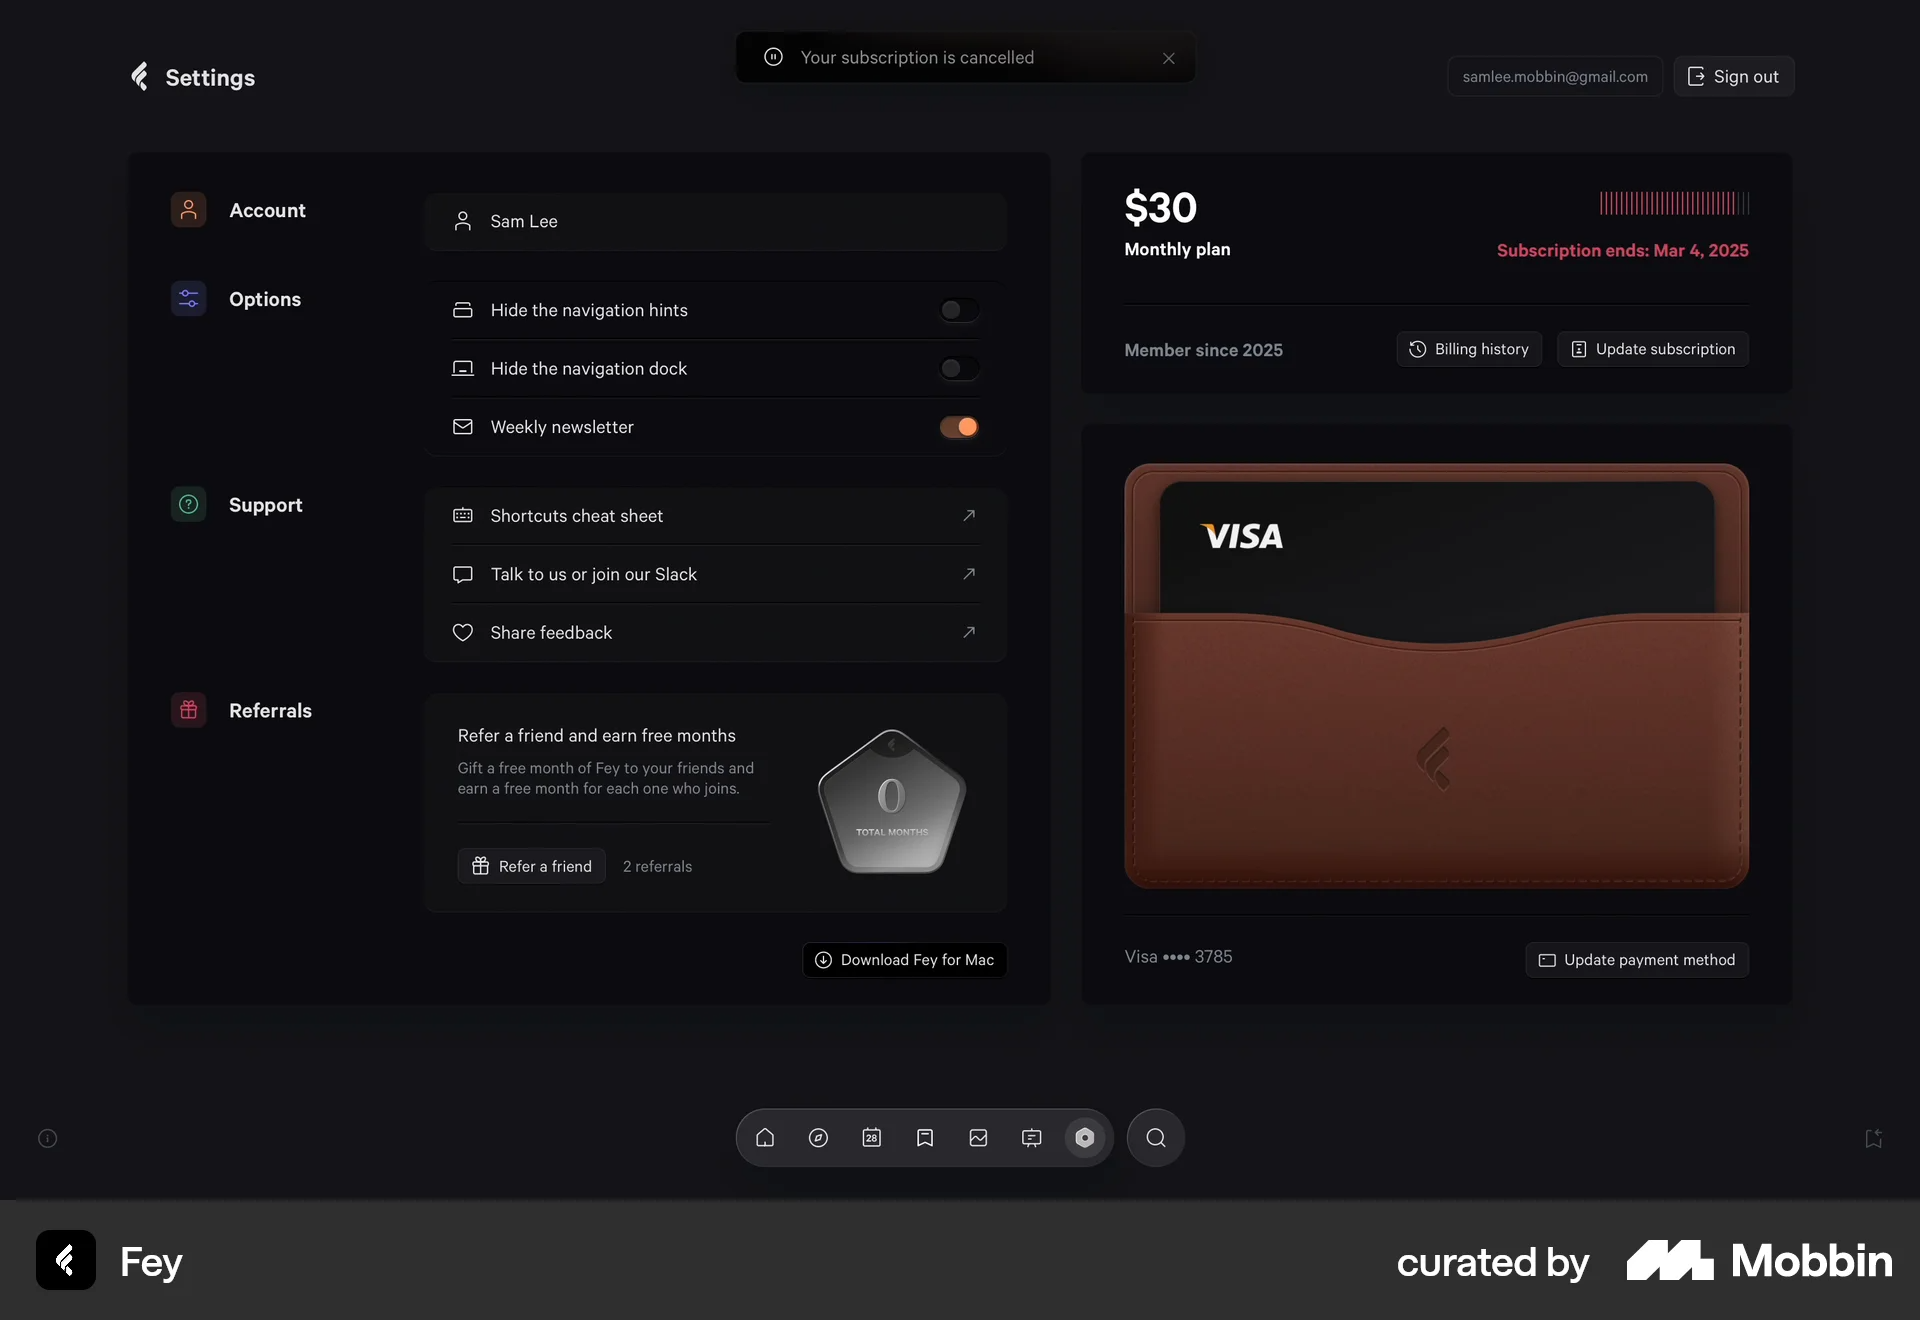 Settings
Your subscription is cancelled
samlee.mobbin@gmail.com
Sign out
Account
Sam Lee
Options
Hide the navigation hints
Hide the navigation dock
Weekly newsletter
Support
Shortcuts cheat sheet
Talk to us or join our Slack
Share feedback
Referrals
Refer a friend and earn free months
Gift a free month of Fey to your friends and
earn a free month for each one who joins.
Refer a friend
2 referrals
0
TOTAL MONTHS
Download Fey for Mac
$30
Monthly plan
Subscription ends: Mar 4, 2025
Member since 2025
Billing history
Update subscription
VISA
Visa •••• 3785
Update payment method
28
Fey
curated by
Mobbin